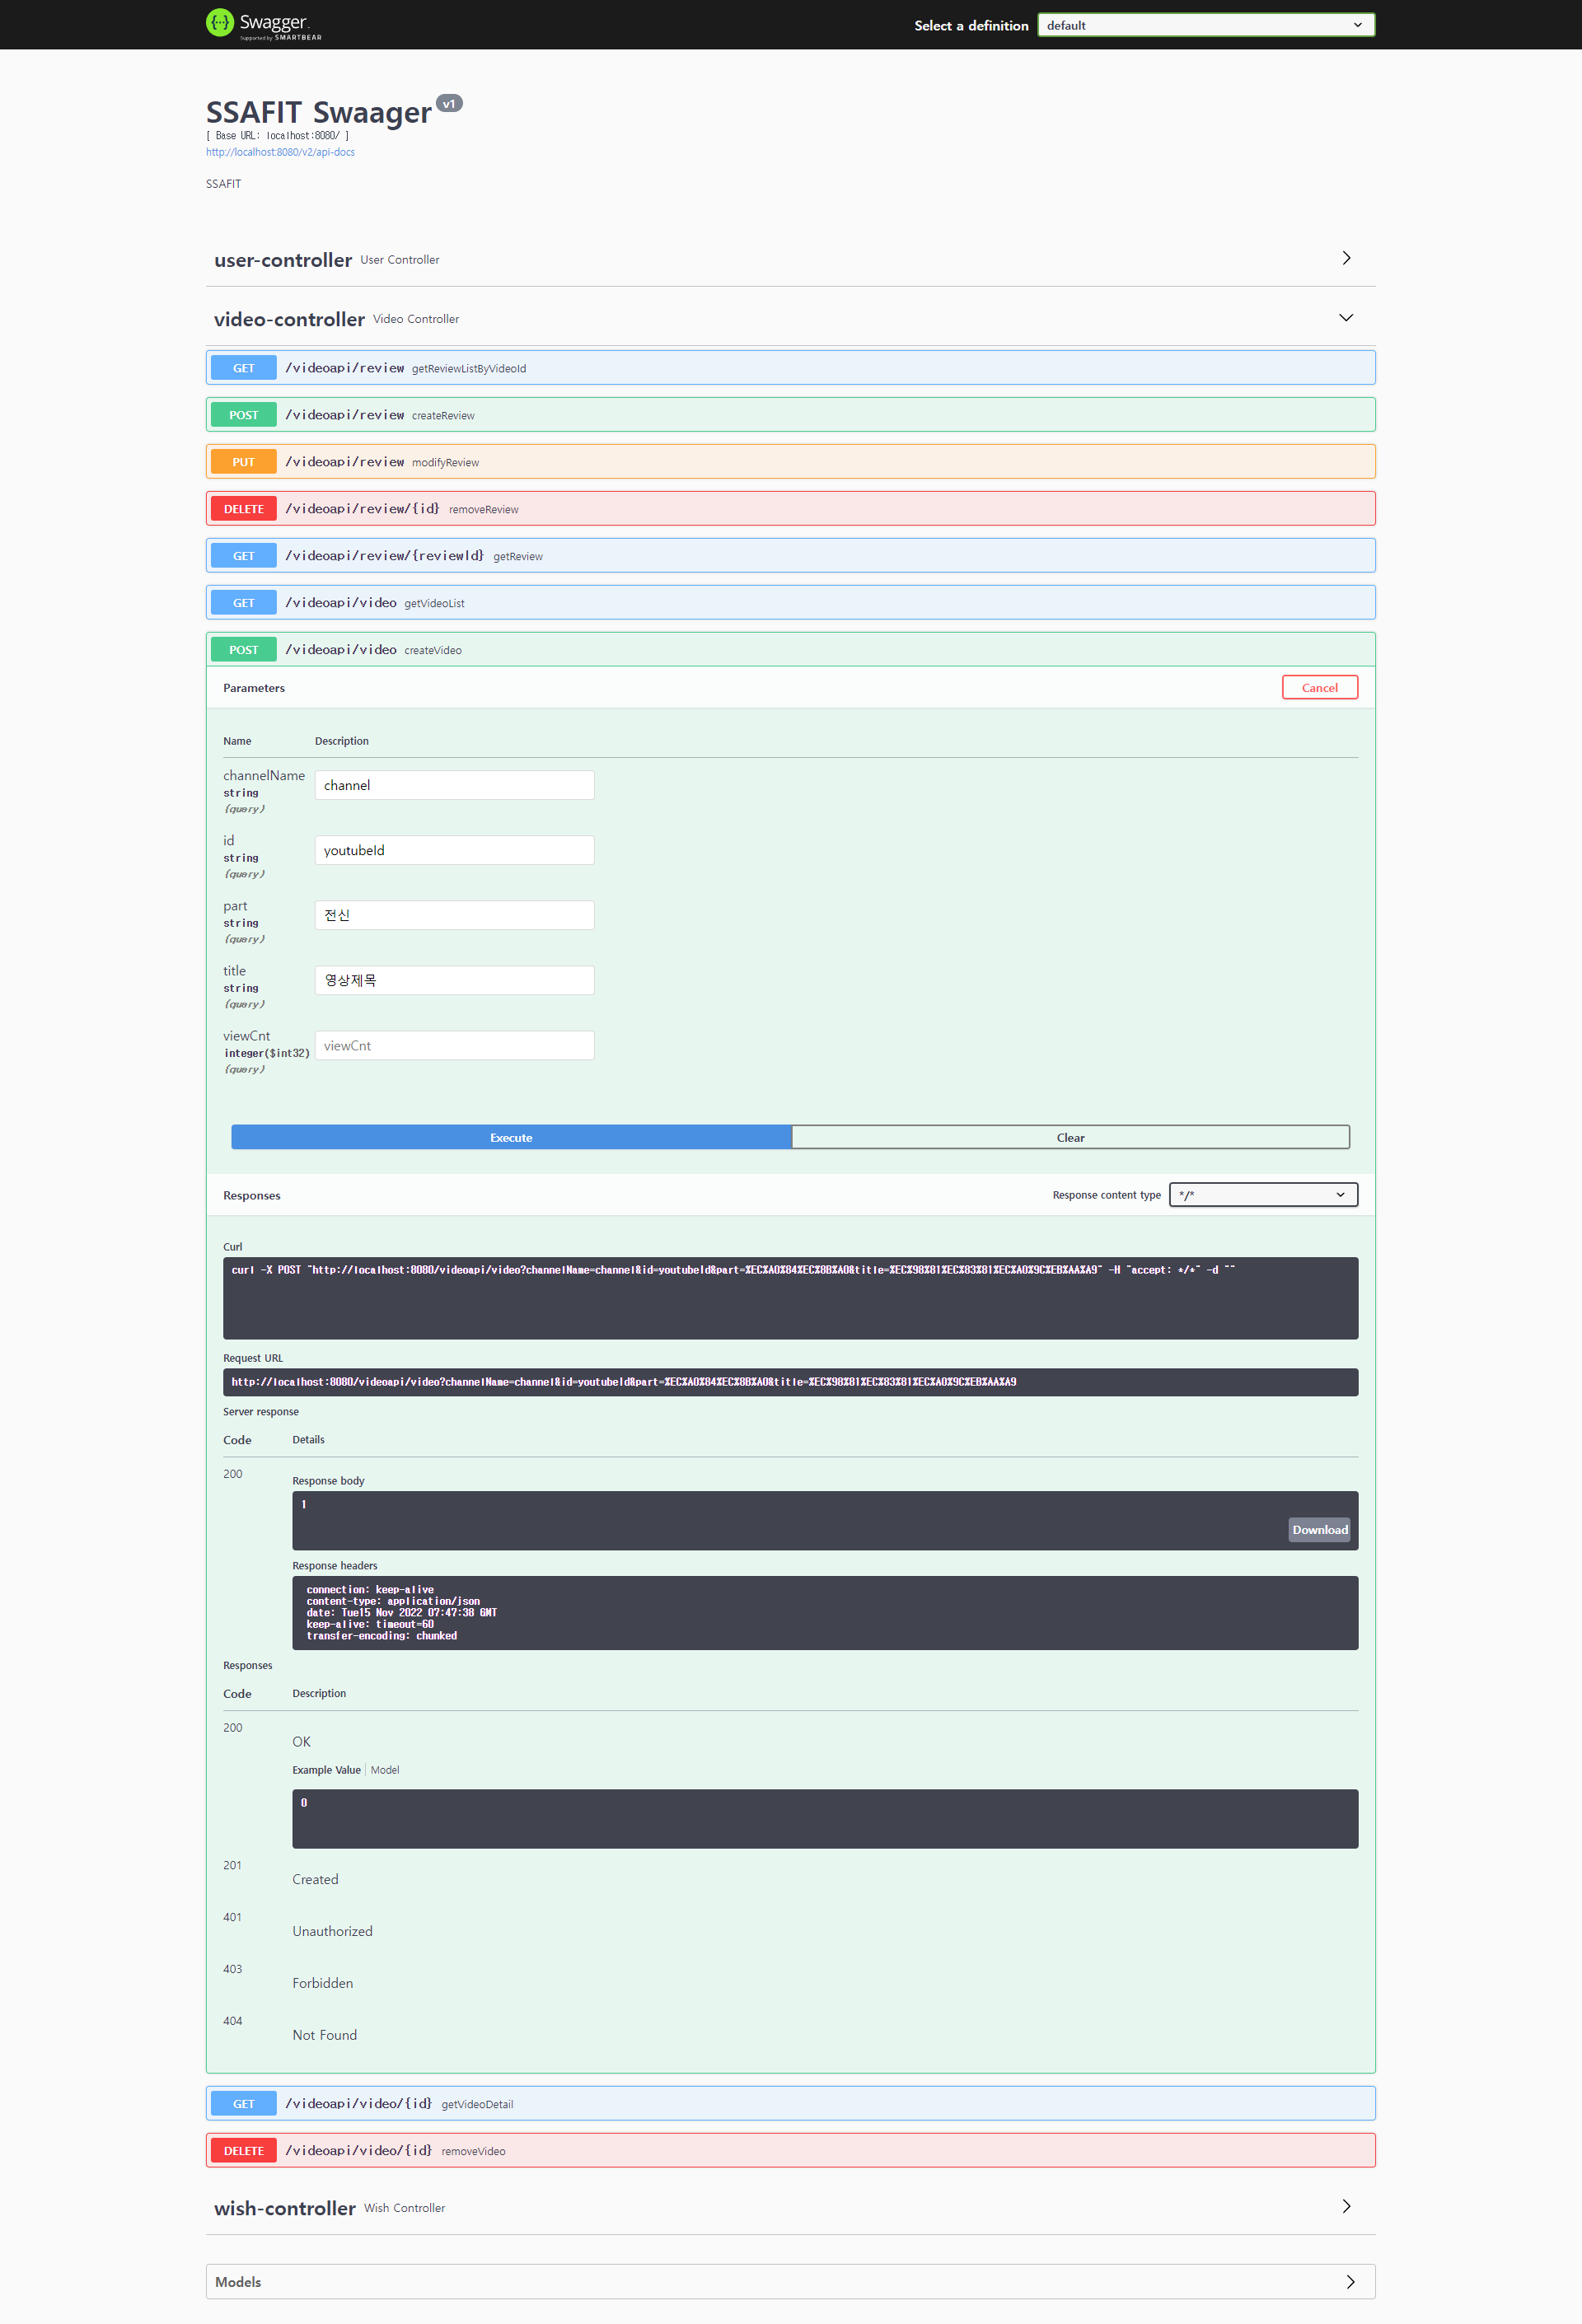 Swagger.
Supported by SMARTBEAR
Select a definition
default
SSAFIT Swaager v1
[ Base URL: localhost:8080/ ]
http://localhost:8080/v2/api-docs
SSAFIT
user-controller User Controller
video-controller Video Controller
GET /videoapi/review getReviewListByVideoId
POST /videoapi/review createReview
PUT /videoapi/review modifyReview
DELETE /videoapi/review/{id} removeReview
GET /videoapi/review/{reviewId} getReview
GET /videoapi/video getVideoList
POST /videoapi/video createVideo
Parameters
Cancel
Name Description
channelName
string
(query)
channel
id
string
(query)
youtubeId
part
string
(query)
전신
title
string
(query)
영상제목
viewCnt
integer($int32)
(query)
viewCnt
Execute
Clear
Responses
Response content type
*/*
Curl
curl -X POST "http://localhost:8080/videoapi/video?channelName=channel&id=youtubeId&part=%EC%A0%84%EC%8B%A0&title=%EC%98%81%EC%83%81%EC%A0%9C%EB%AA%A9" -H "accept: */*" -d ""
Request URL
http://localhost:8080/videoapi/video?channelName=channel&id=youtubeId&part=%EC%A0%84%EC%8B%A0&title=%EC%98%81%EC%83%81%EC%A0%9C%EB%AA%A9
Server response
Code Details
200
Response body
1
Download
Response headers
connection: keep-alive
content-type: application/json
date: Tue15 Nov 2022 07:47:38 GMT
keep-alive: timeout=60
transfer-encoding: chunked
Responses
Code Description
200
OK
Example Value Model
0
201
Created
401
Unauthorized
403
Forbidden
404
Not Found
GET /videoapi/video/{id} getVideoDetail
DELETE /videoapi/video/{id} removeVideo
wish-controller Wish Controller
Models